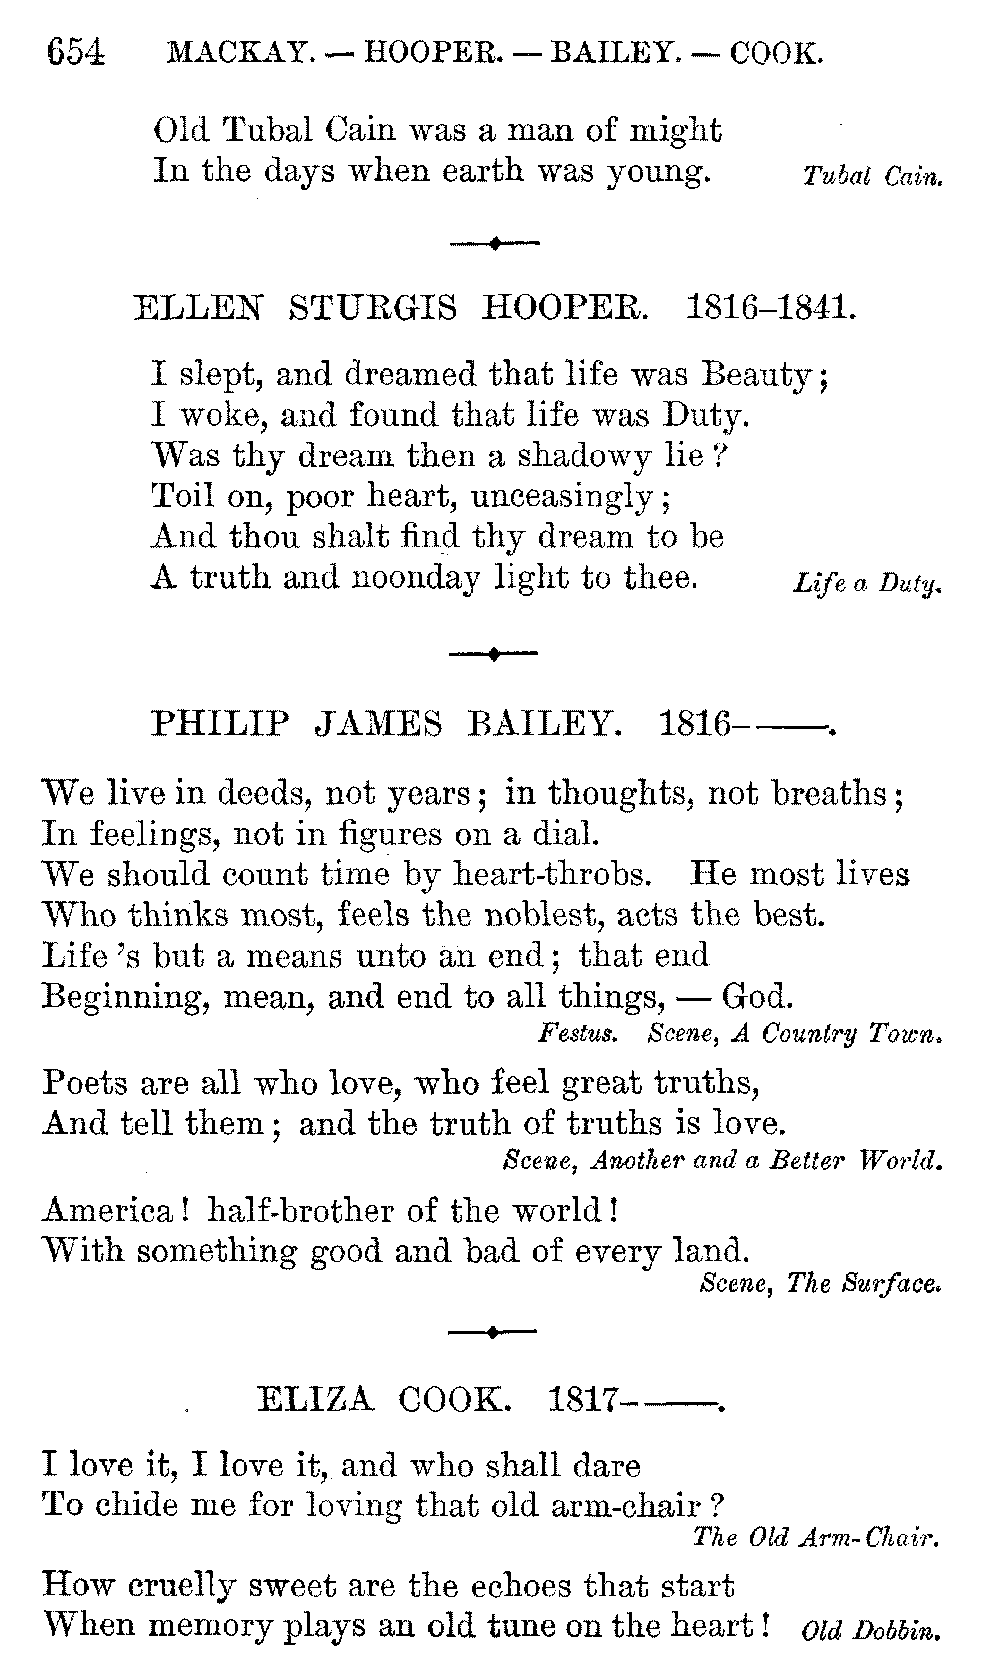 654 MACKAY. — HOOPER. — BAILEY. — COOK.
Old Tubal Cain was a man of might
In the days when earth was young. Tubal Cain.
ELLEN STURGIS HOOPER. 1816–1841.
I slept, and dreamed that life was Beauty;
I woke, and found that life was Duty.
Was thy dream then a shadowy lie?
Toil on, poor heart, unceasingly;
And thou shalt find thy dream to be
A truth and noonday light to thee. Life a Duty.
PHILIP JAMES BAILEY. 1816–——.
We live in deeds, not years; in thoughts, not breaths;
In feelings, not in figures on a dial.
We should count time by heart-throbs. He most lives
Who thinks most, feels the noblest, acts the best.
Life 's but a means unto an end; that end
Beginning, mean, and end to all things, — God.
Festus. Scene, A Country Town.
Poets are all who love, who feel great truths,
And tell them; and the truth of truths is love.
Scene, Another and a Better World.
America! half-brother of the world!
With something good and bad of every land.
Scene, The Surface.
ELIZA COOK. 1817–——.
I love it, I love it, and who shall dare
To chide me for loving that old arm-chair?
The Old Arm-Chair.
How cruelly sweet are the echoes that start
When memory plays an old tune on the heart! Old Dobbin.